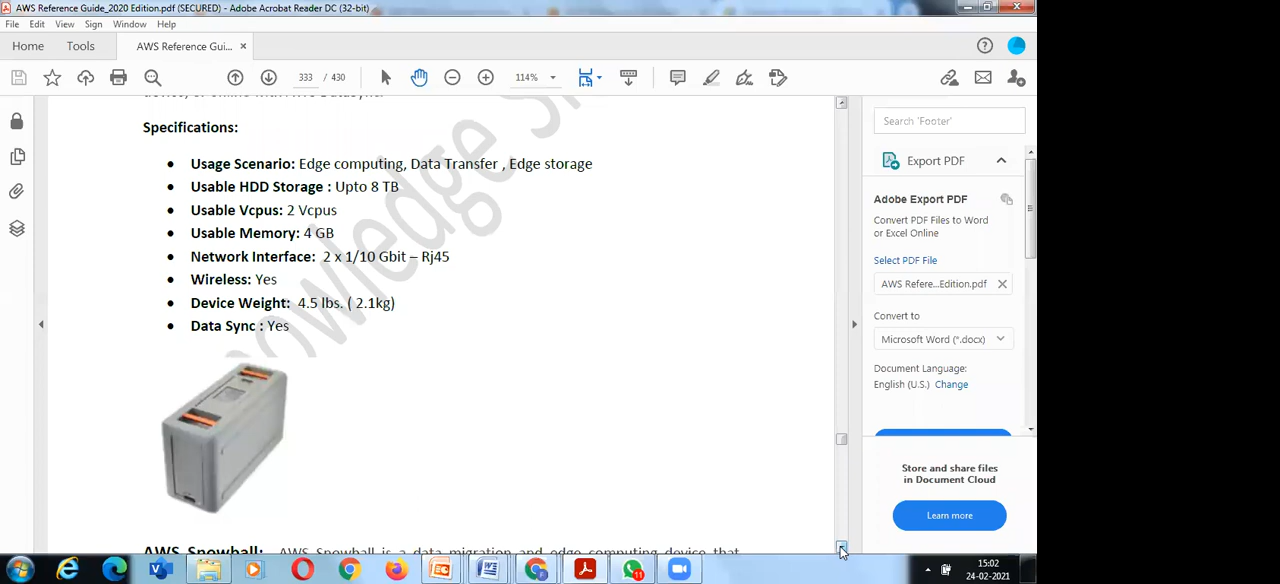 AWS Reference Guide_2020 Edition.pdf (SECURED) - Adobe Acrobat Reader DC (32-bit)
File Edit View Sign Window Help
Home Tools AWS Reference Gui... ×
333 / 430 114%
Specifications:
• Usage Scenario: Edge computing, Data Transfer , Edge storage
• Usable HDD Storage : Upto 8 TB
• Usable Vcpus: 2 Vcpus
• Usable Memory: 4 GB
• Network Interface: 2 x 1/10 Gbit – Rj45
• Wireless: Yes
• Device Weight: 4.5 lbs. ( 2.1kg)
• Data Sync : Yes
AWS Snowball: AWS Snowball is a data migration and edge computing device that
Search 'Footer'
Export PDF
Adobe Export PDF
Convert PDF Files to Word
or Excel Online
Select PDF File
AWS Refere...Edition.pdf
Convert to
Microsoft Word (*.docx)
Document Language:
English (U.S.) Change
Store and share files
in Document Cloud
Learn more
11
15:02
24-02-2021